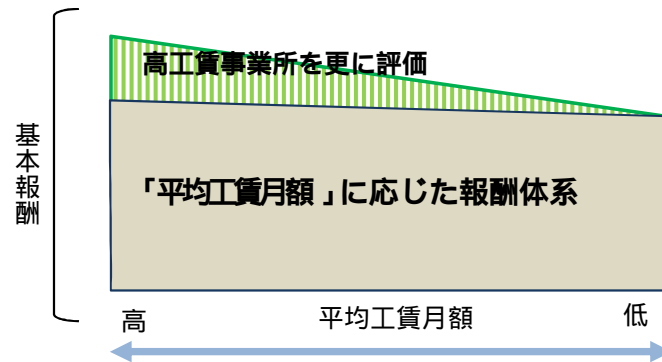 高工賃事業所を更に評価
基本報酬
「平均工賃月額」に応じた報酬体系
高 平均工賃月額 低